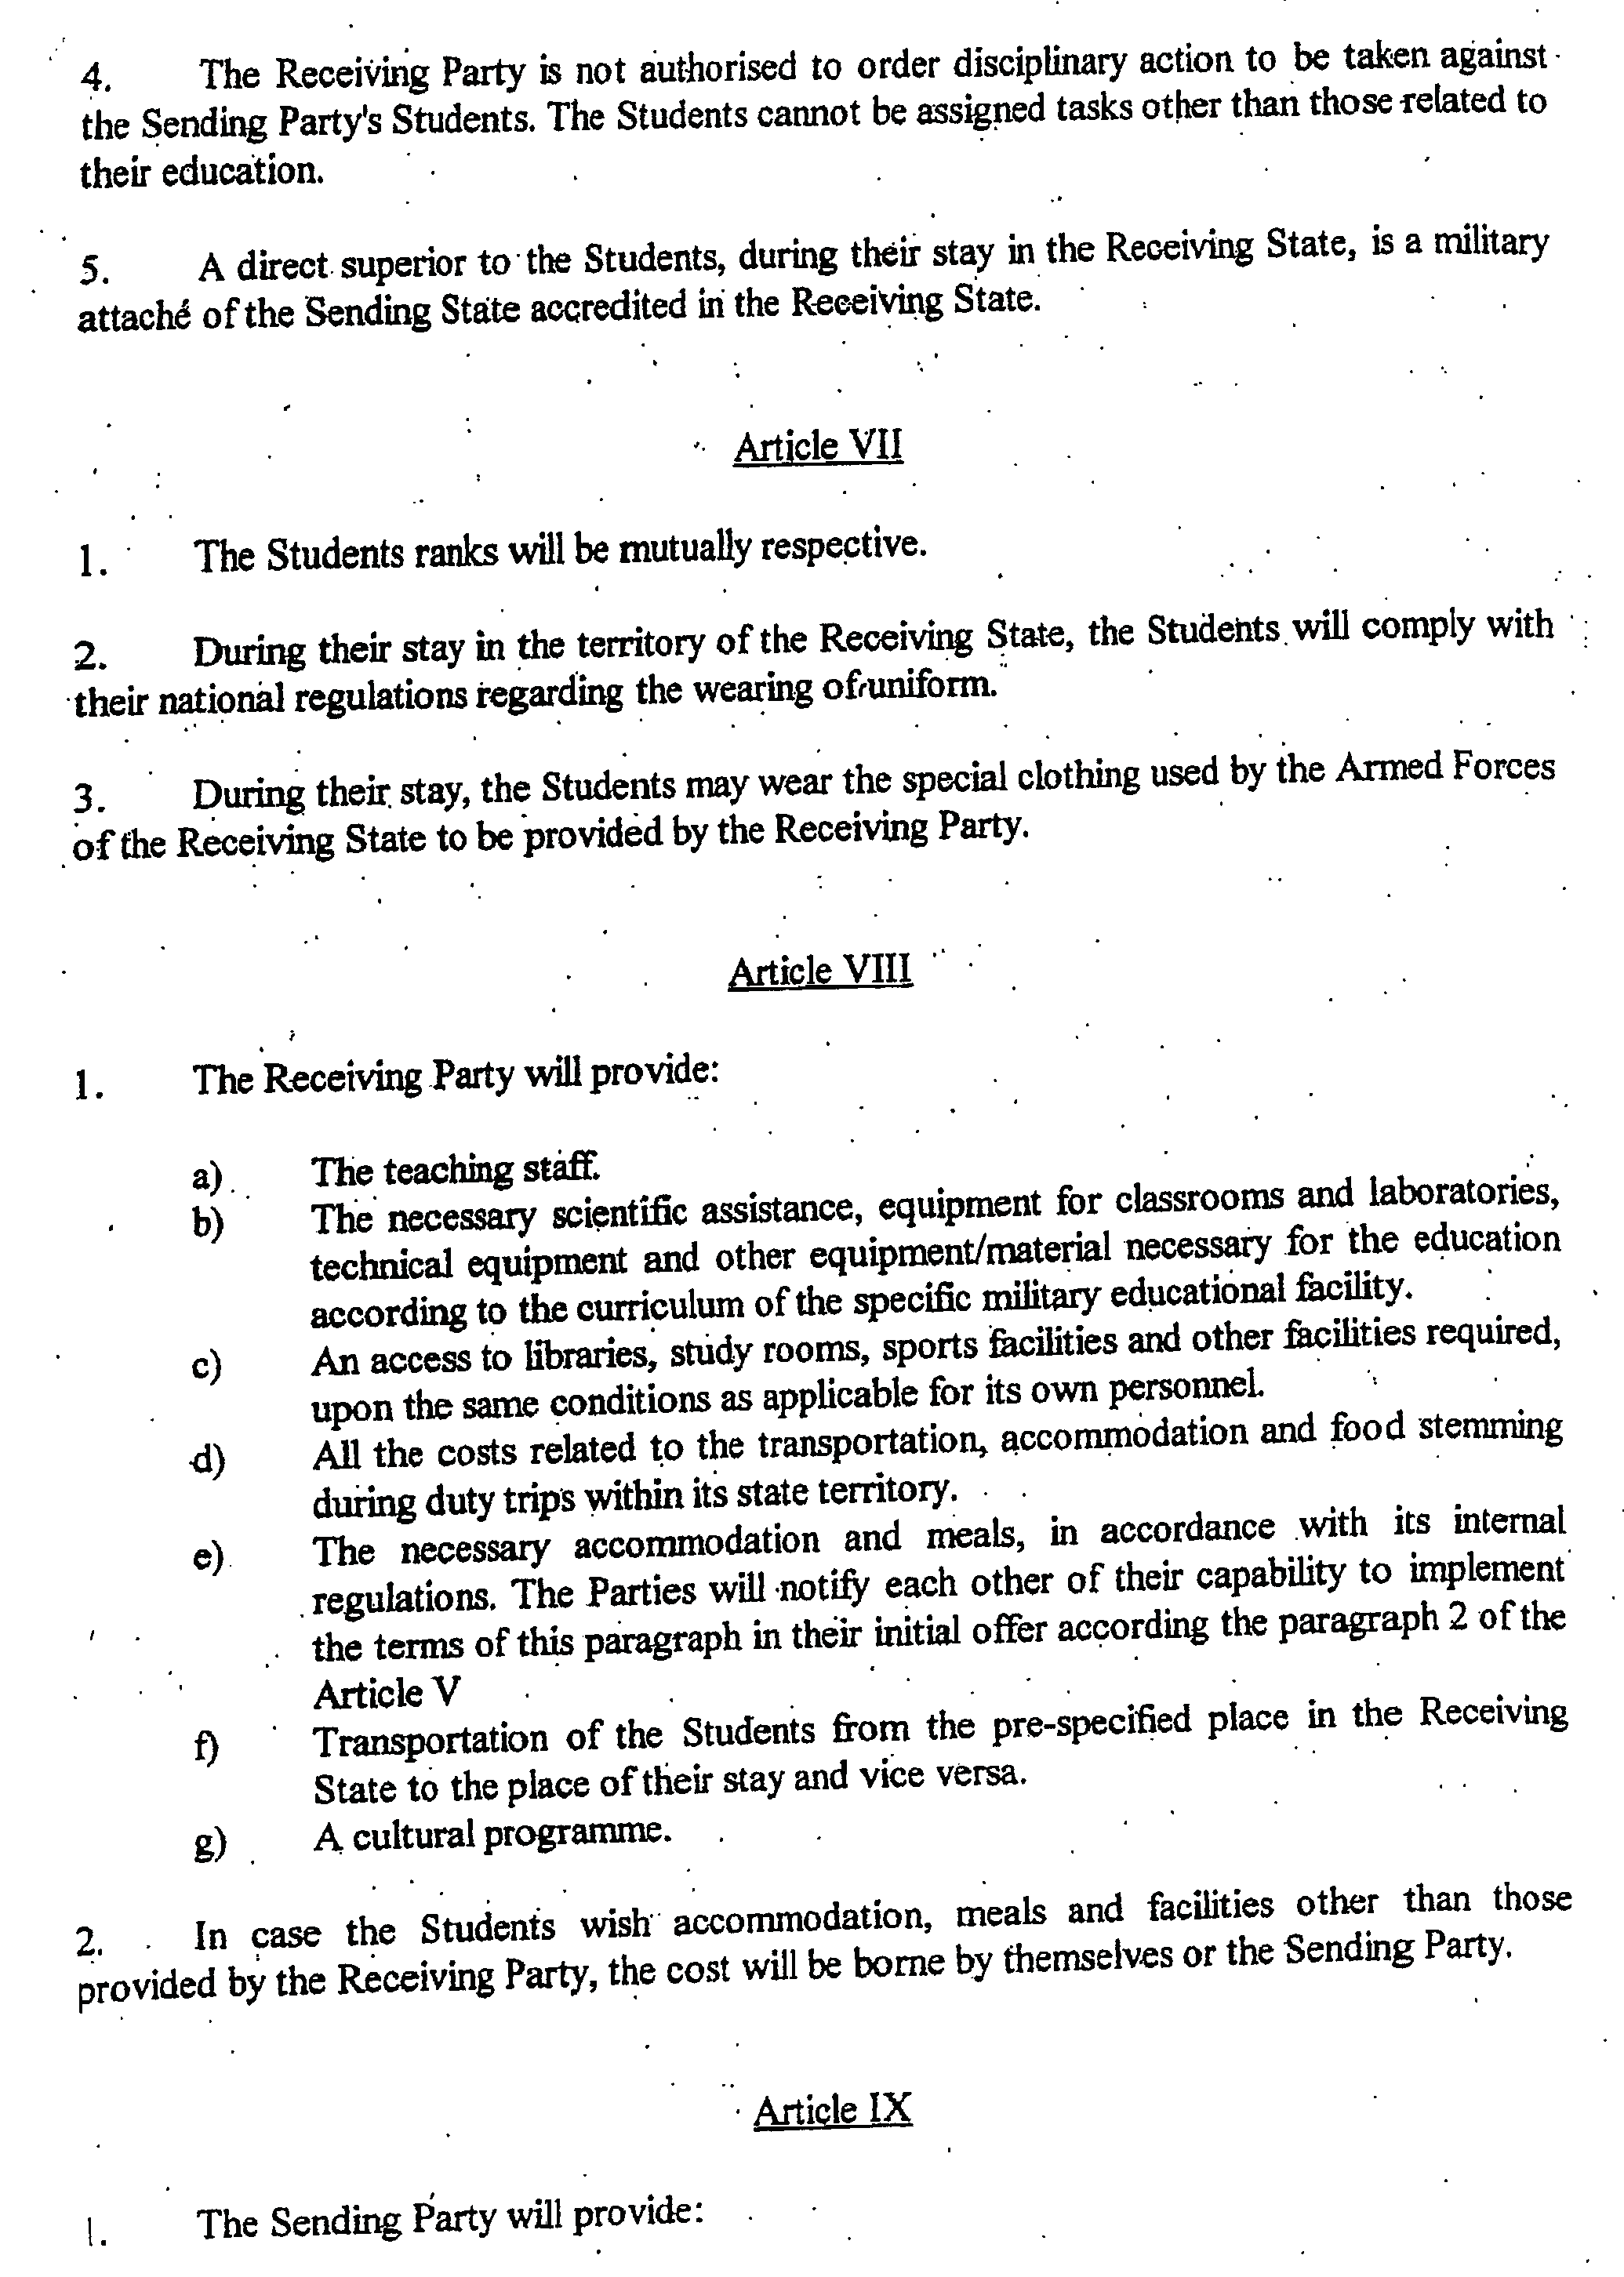 4. The Receiving Party is not authorised to order disciplinary action to be taken against
the Sending Party's Students. The Students cannot be assigned tasks other than those related to
their education.
5. A direct superior to the Students, during their stay in the Receiving State, is a military
attaché of the Sending State accredited in the Receiving State.
Article VII
1. The Students ranks will be mutually respective.
2. During their stay in the territory of the Receiving State, the Students will comply with
their national regulations regarding the wearing of uniform.
3. During their stay, the Students may wear the special clothing used by the Armed Forces
of the Receiving State to be provided by the Receiving Party.
Article VIII
1. The Receiving Party will provide:
a) The teaching staff.
b) The necessary scientific assistance, equipment for classrooms and laboratories,
technical equipment and other equipment/material necessary for the education
according to the curriculum of the specific military educational facility.
c) An access to libraries, study rooms, sports facilities and other facilities required,
upon the same conditions as applicable for its own personnel.
d) All the costs related to the transportation, accommodation and food stemming
during duty trips within its state territory.
e) The necessary accommodation and meals, in accordance with its internal
regulations. The Parties will notify each other of their capability to implement
the terms of this paragraph in their initial offer according the paragraph 2 of the
Article V
f) Transportation of the Students from the pre-specified place in the Receiving
State to the place of their stay and vice versa.
g) A cultural programme.
2. In case the Students wish accommodation, meals and facilities other than those
provided by the Receiving Party, the cost will be borne by themselves or the Sending Party.
Article IX
1. The Sending Party will provide: